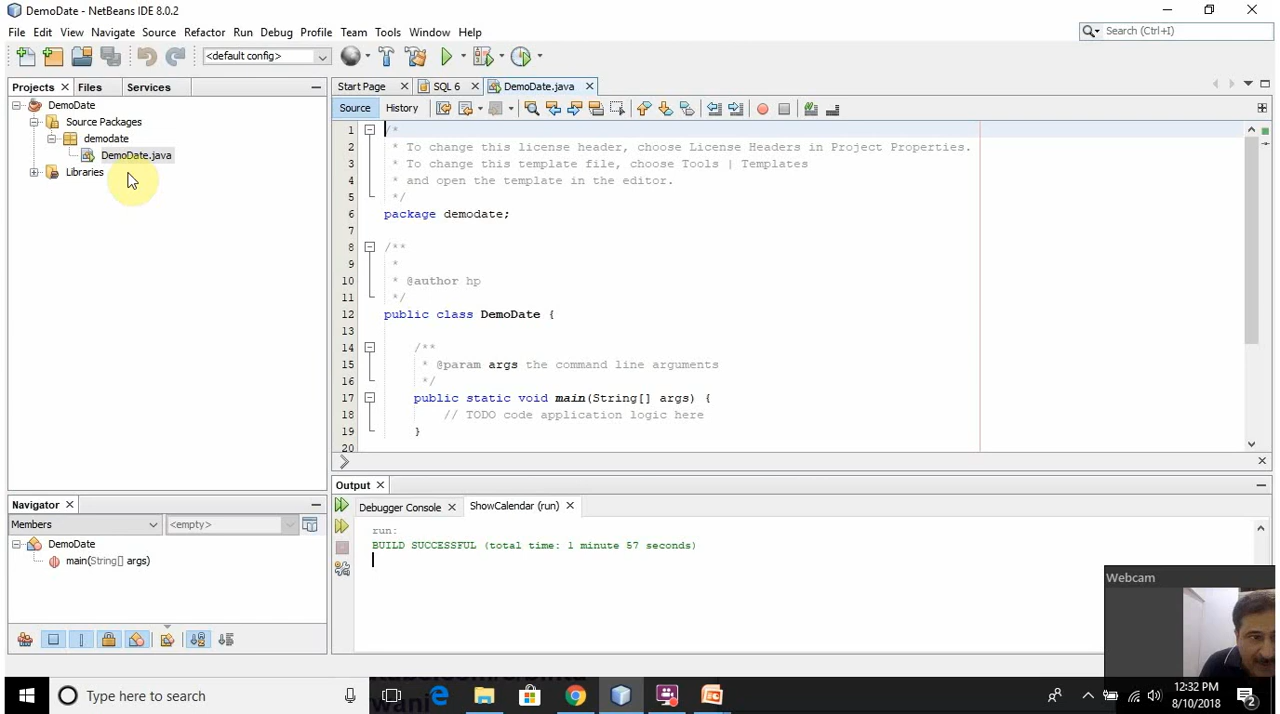 DemoDate - NetBeans IDE 8.0.2
File Edit View Navigate Source Refactor Run Debug Profile Team Tools Window Help
Search (Ctrl+I)
<default config>
Projects Files Services
Start Page SQL 6 DemoDate.java
DemoDate
Source Packages
demodate
DemoDate.java
Libraries
Source History
1 /*
2 * To change this license header, choose License Headers in Project Properties.
3 * To change this template file, choose Tools | Templates
4 * and open the template in the editor.
5 */
6 package demodate;
7
8 /**
9 *
10 * @author hp
11 */
12 public class DemoDate {
13
14 /**
15 * @param args the command line arguments
16 */
17 public static void main(String[] args) {
18 // TODO code application logic here
19 }
20
Output
Debugger Console ShowCalendar (run)
run:
BUILD SUCCESSFUL (total time: 1 minute 57 seconds)
Navigator
Members <empty>
DemoDate
main(String[] args)
Webcam
wani
Type here to search
12:32 PM
8/10/2018
2